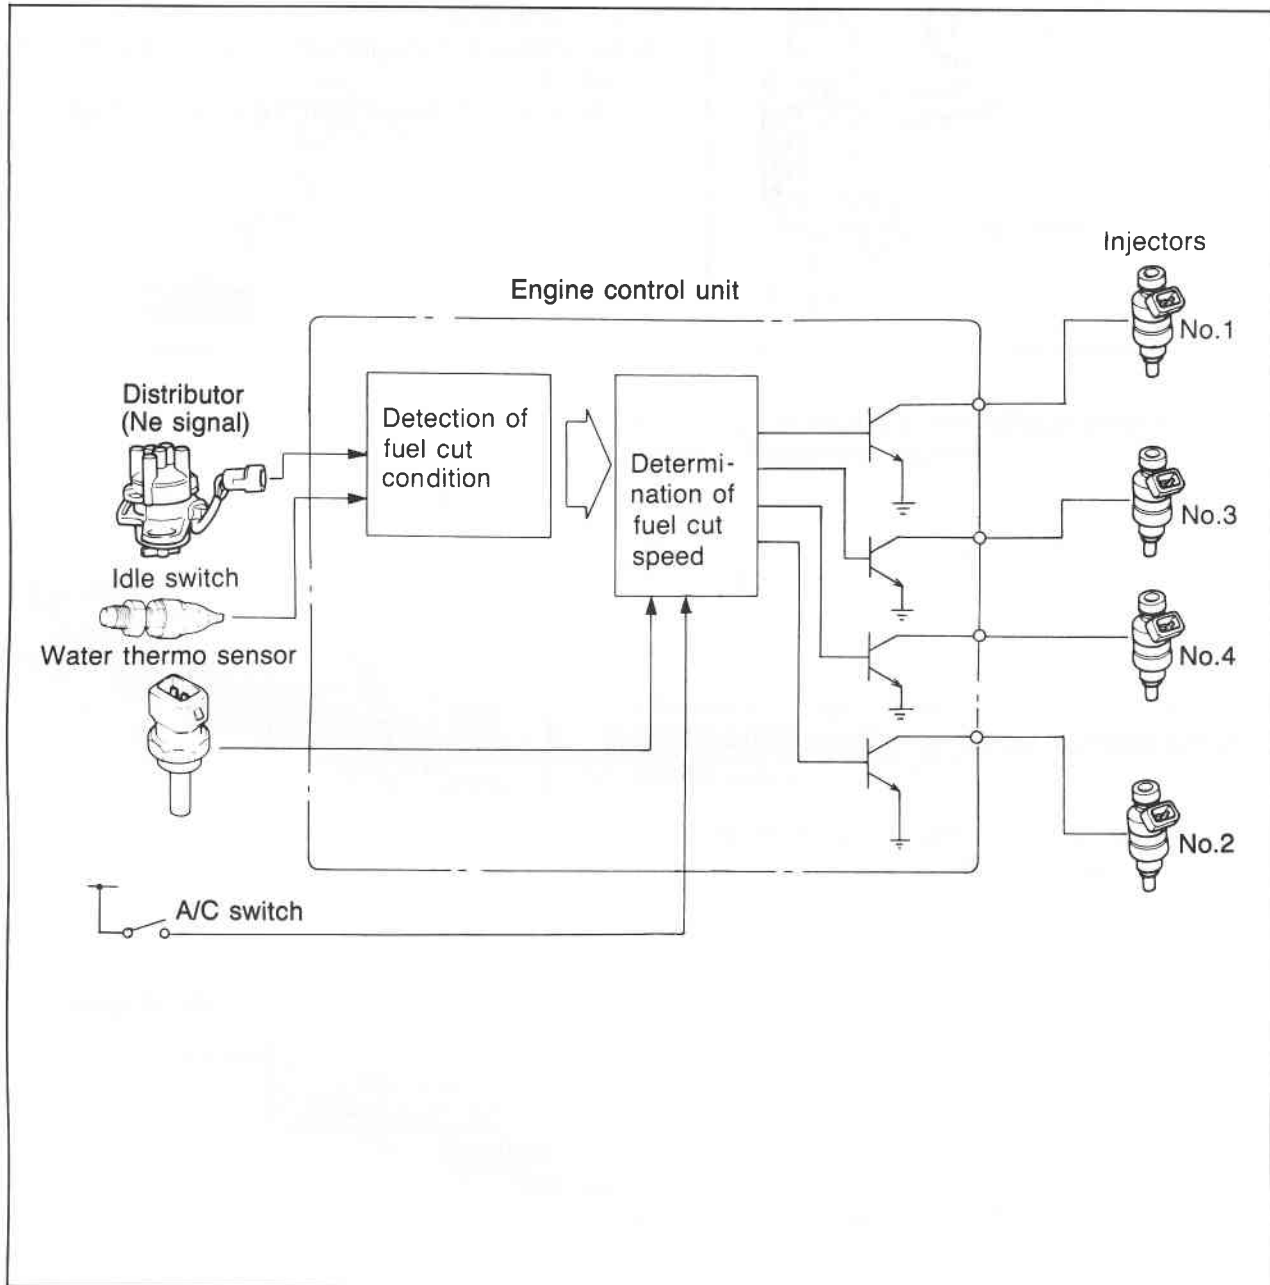 Injectors
Engine control unit
No.1
Distributor
(Ne signal)
Detection of
fuel cut
condition
Determi-
nation of
fuel cut
speed
No.3
Idle switch
Water thermo sensor
No.4
No.2
A/C switch